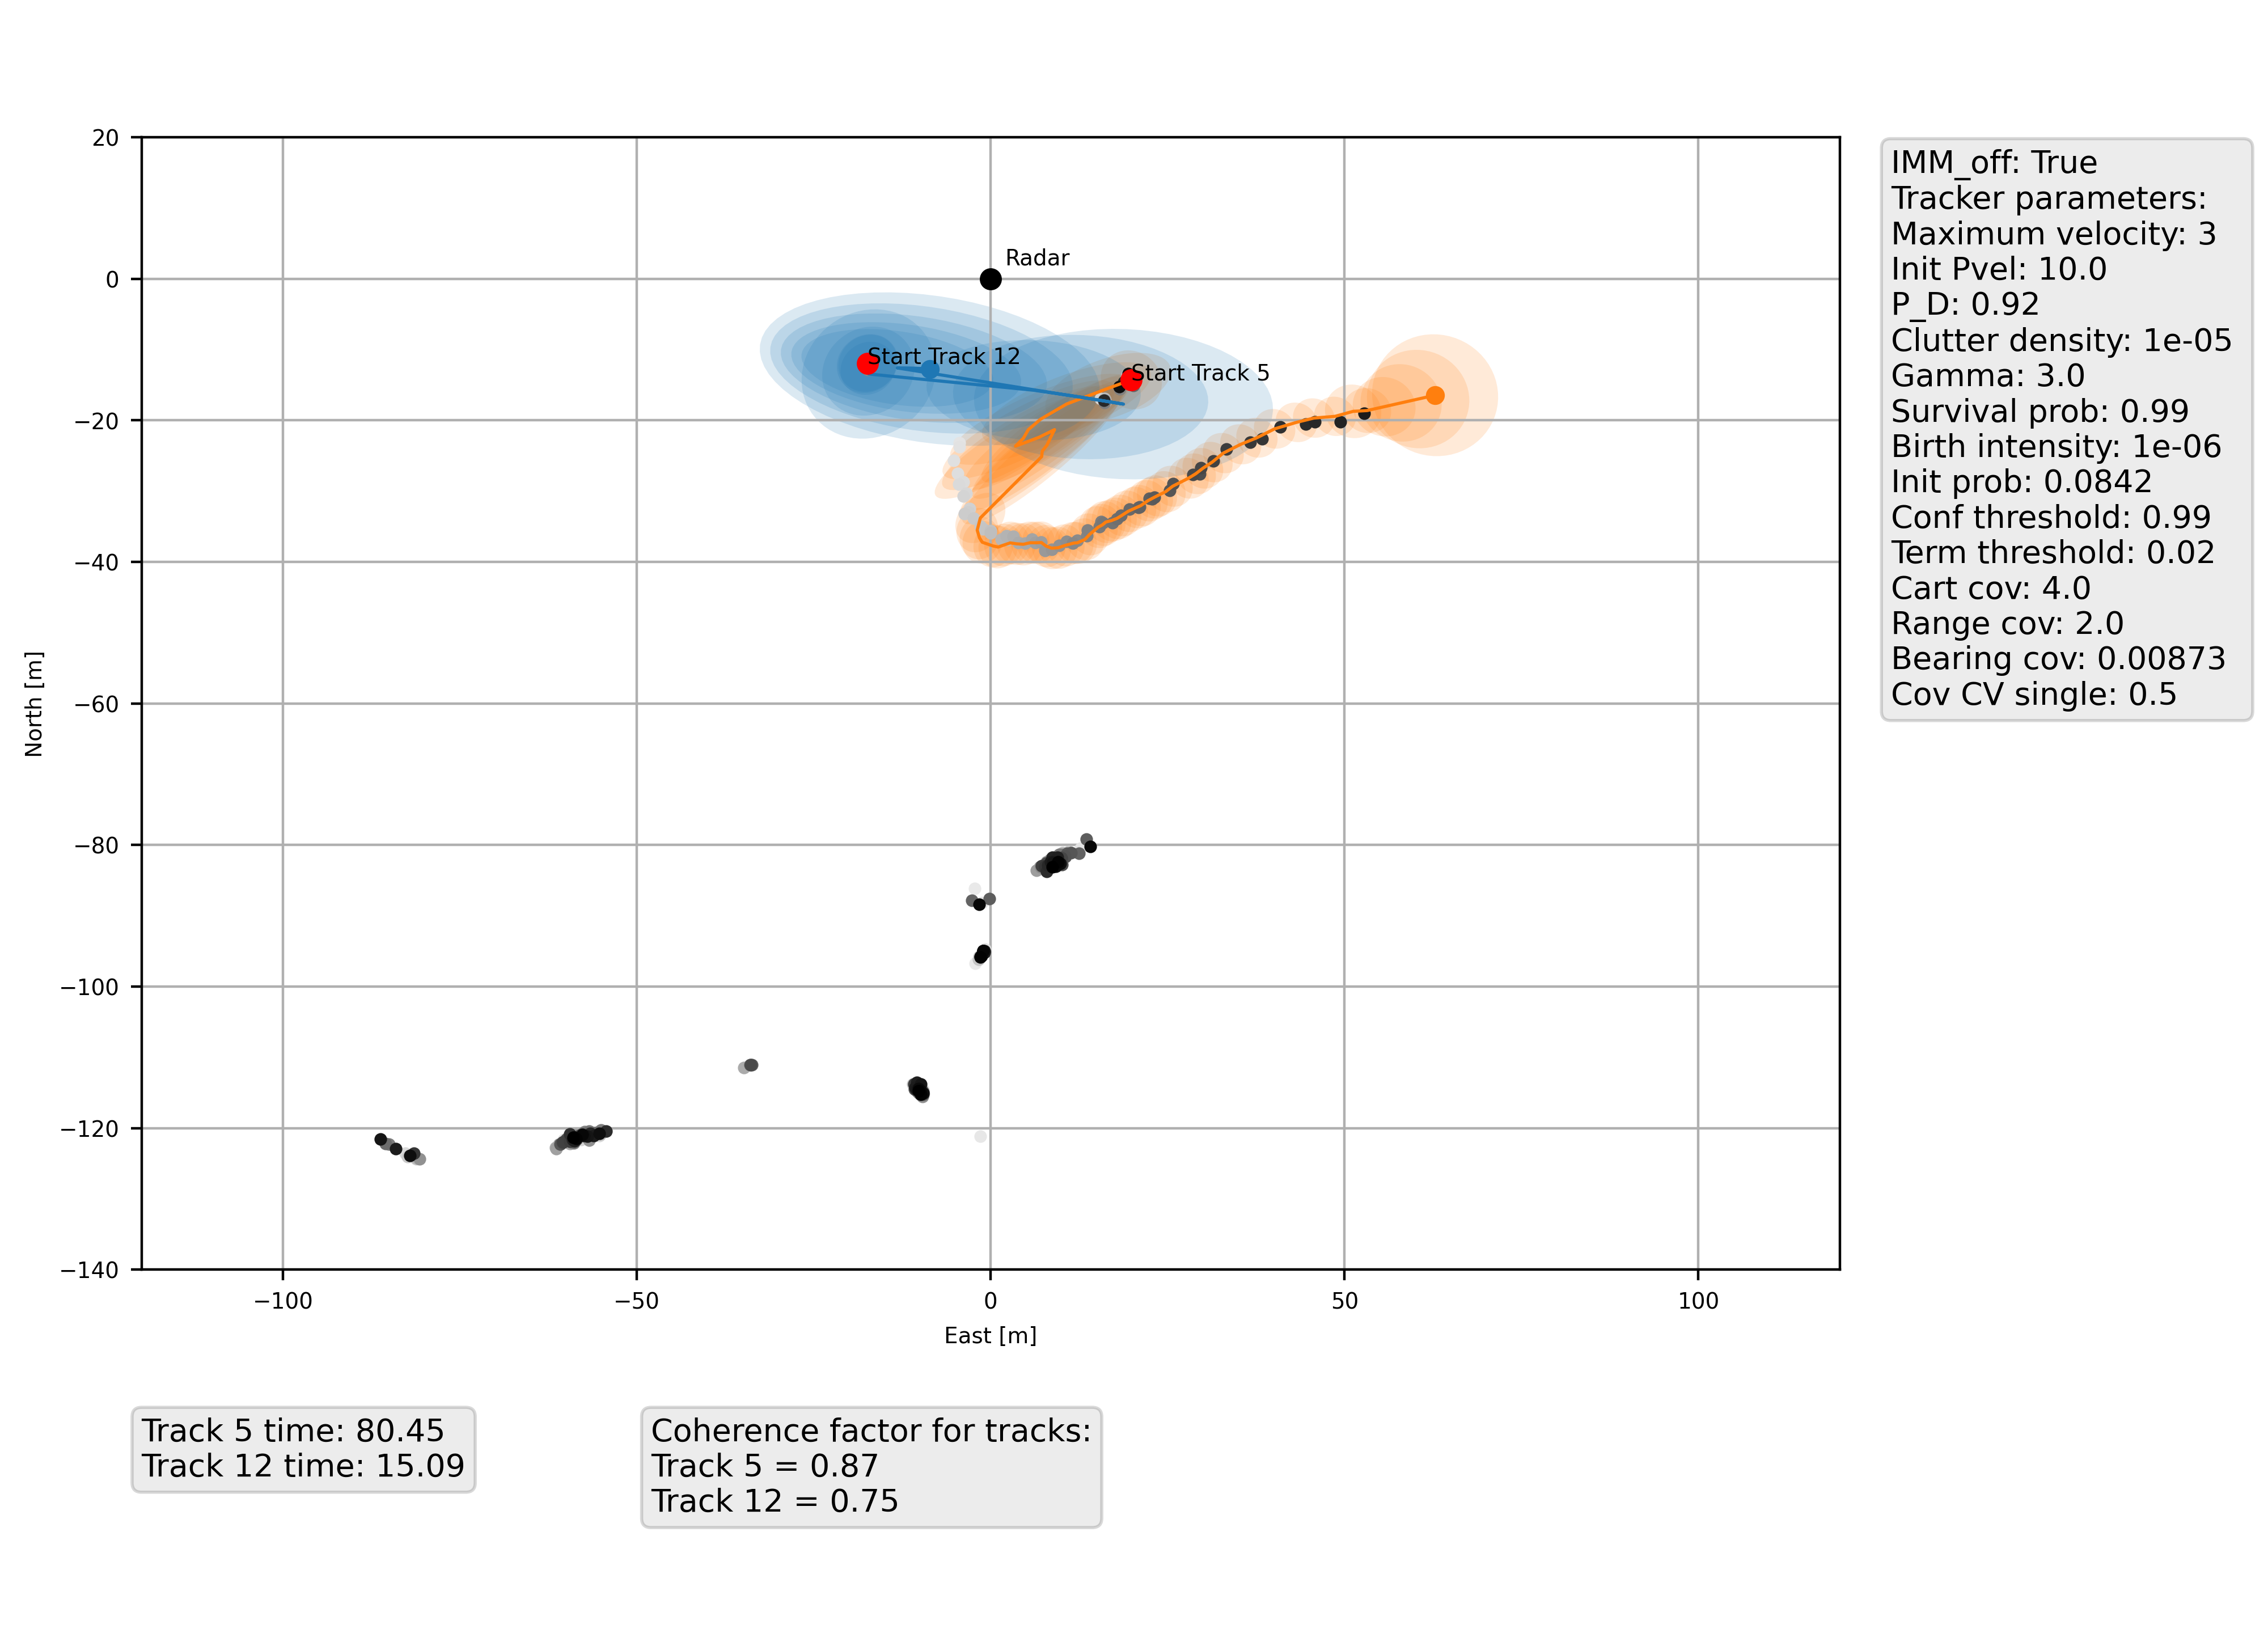 20
0
−20
−40
−60
−80
−100
−120
−140
−100
−50
0
50
100
North [m]
East [m]
Radar
Start Track 12
Start Track 5
IMM_off: True
Tracker parameters:
Maximum velocity: 3
Init Pvel: 10.0
P_D: 0.92
Clutter density: 1e-05
Gamma: 3.0
Survival prob: 0.99
Birth intensity: 1e-06
Init prob: 0.0842
Conf threshold: 0.99
Term threshold: 0.02
Cart cov: 4.0
Range cov: 2.0
Bearing cov: 0.00873
Cov CV single: 0.5
Track 5 time: 80.45
Track 12 time: 15.09
Coherence factor for tracks:
Track 5 = 0.87
Track 12 = 0.75